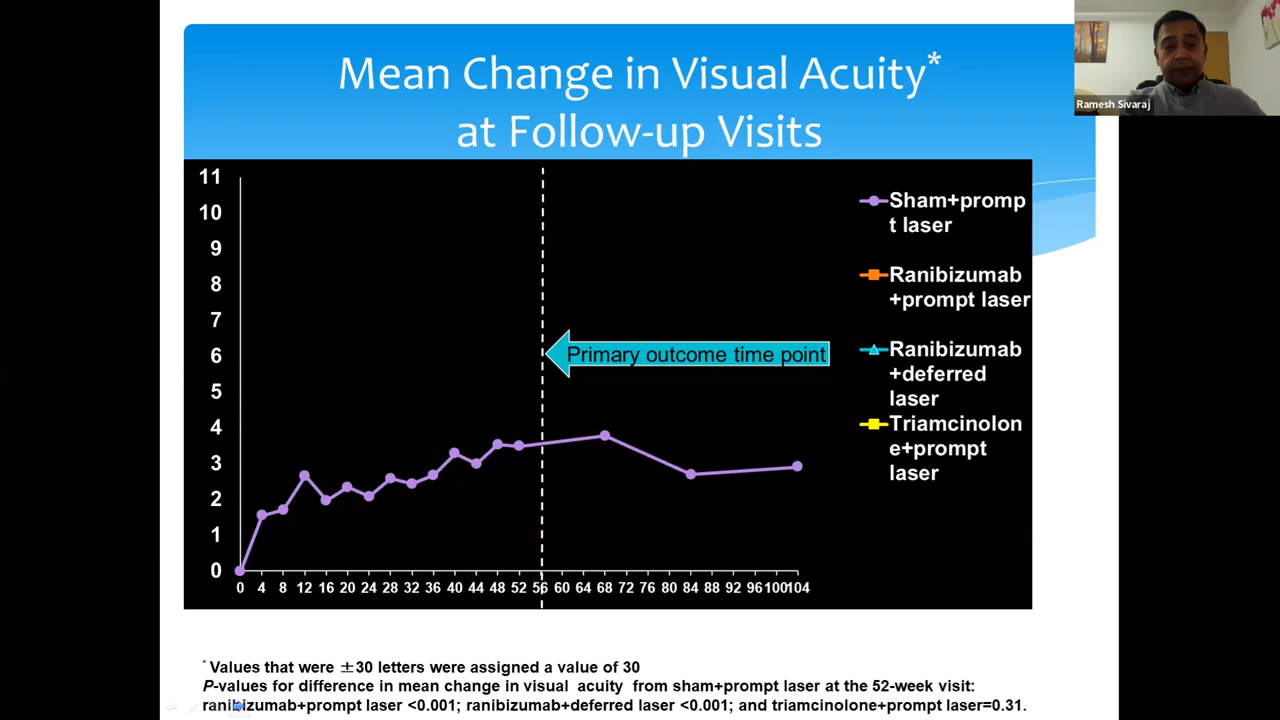 Mean Change in Visual Acuity*
at Follow-up Visits
Ramesh Sivaraj
11
10
9
8
7
6
5
4
3
2
1
0
0 4 8 12 16 20 24 28 32 36 40 44 48 52 56 60 64 68 72 76 80 84 88 92 96 100 104
Primary outcome time point
Sham+promp
t laser
Ranibizumab
+prompt laser
Ranibizumab
+deferred
laser
Triamcinolon
e+prompt
laser
* Values that were ±30 letters were assigned a value of 30
P-values for difference in mean change in visual acuity from sham+prompt laser at the 52-week visit:
ranibizumab+prompt laser <0.001; ranibizumab+deferred laser <0.001; and triamcinolone+prompt laser=0.31.